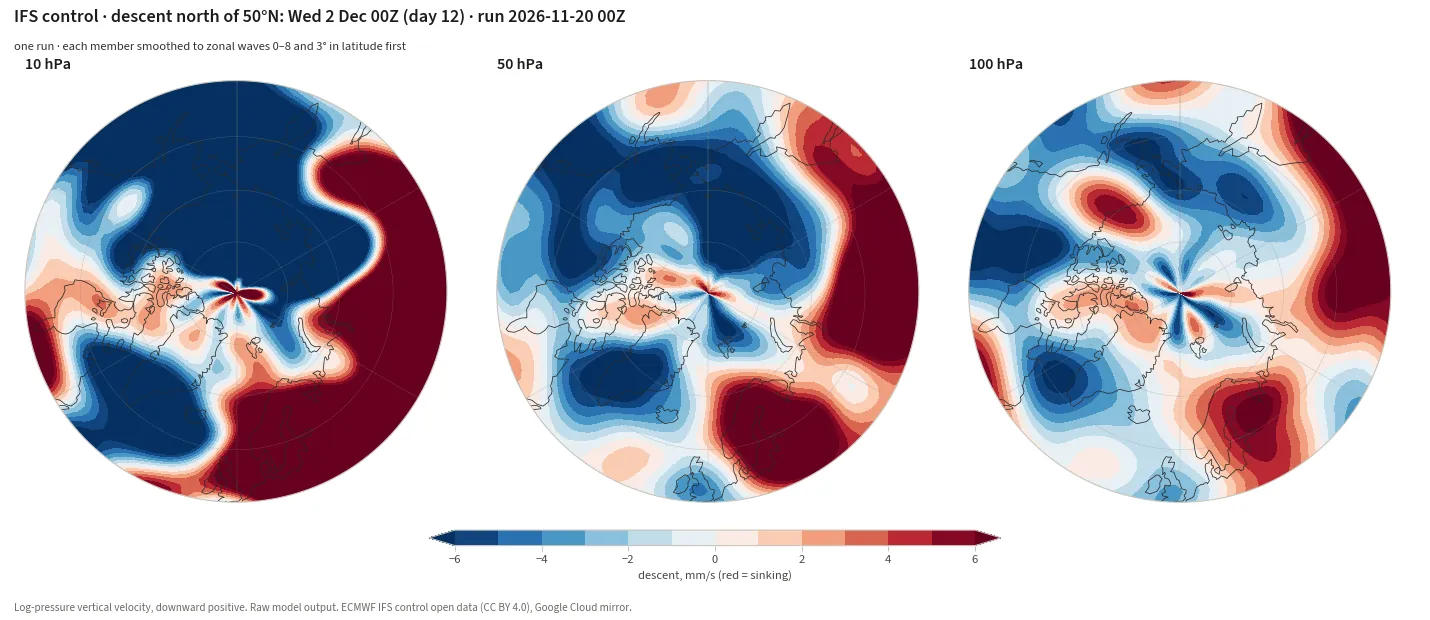 IFS control · descent north of 50°N: Wed 2 Dec 00Z (day 12) · run 2026-11-20 00Z
one run · each member smoothed to zonal waves 0–8 and 3° in latitude first
10 hPa
50 hPa
100 hPa
−6 −4 −2 0 2 4 6
descent, mm/s (red = sinking)
Log-pressure vertical velocity, downward positive. Raw model output. ECMWF IFS control open data (CC BY 4.0), Google Cloud mirror.